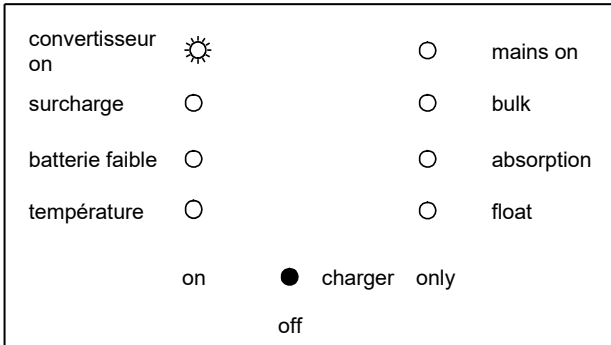 convertisseur
on
mains on
surcharge
bulk
batterie faible
absorption
température
float
on charger only
off